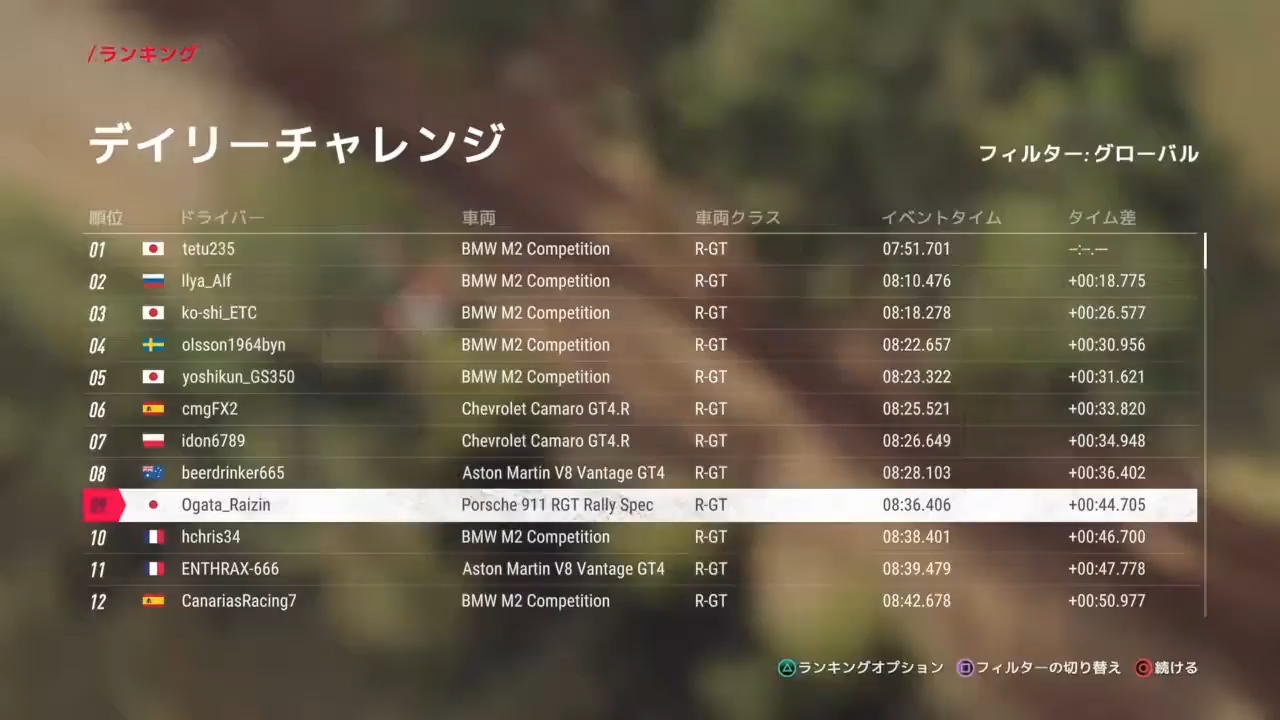 /ランキング
デイリーチャレンジ
フィルター: グローバル
順位 ドライバー 車両 車両クラス イベントタイム タイム差
01 tetu235 BMW M2 Competition R-GT 07:51.701 --:--.---
02 Ilya_Alf BMW M2 Competition R-GT 08:10.476 +00:18.775
03 ko-shi_ETC BMW M2 Competition R-GT 08:18.278 +00:26.577
04 olsson1964byn BMW M2 Competition R-GT 08:22.657 +00:30.956
05 yoshikun_GS350 BMW M2 Competition R-GT 08:23.322 +00:31.621
06 cmgFX2 Chevrolet Camaro GT4.R R-GT 08:25.521 +00:33.820
07 idon6789 Chevrolet Camaro GT4.R R-GT 08:26.649 +00:34.948
08 beerdrinker665 Aston Martin V8 Vantage GT4 R-GT 08:28.103 +00:36.402
09 Ogata_Raizin Porsche 911 RGT Rally Spec R-GT 08:36.406 +00:44.705
10 hchris34 BMW M2 Competition R-GT 08:38.401 +00:46.700
11 ENTHRAX-666 Aston Martin V8 Vantage GT4 R-GT 08:39.479 +00:47.778
12 CanariasRacing7 BMW M2 Competition R-GT 08:42.678 +00:50.977
ランキングオプション フィルターの切り替え 続ける